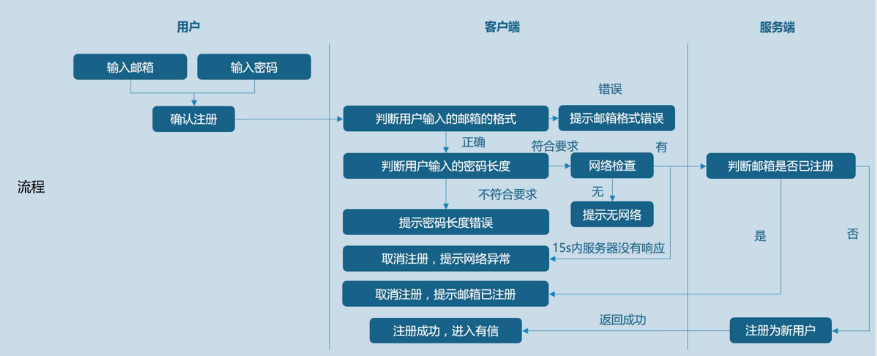 用户
客户端
服务端
输入邮箱
输入密码
错误
确认注册
判断用户输入的邮箱的格式
提示邮箱格式错误
正确
符合要求
有
判断用户输入的密码长度
网络检查
判断邮箱是否已注册
流程
不符合要求
无
提示密码长度错误
提示无网络
是
否
15s内服务器没有响应
取消注册，提示网络异常
取消注册，提示邮箱已注册
返回成功
注册成功，进入有信
注册为新用户